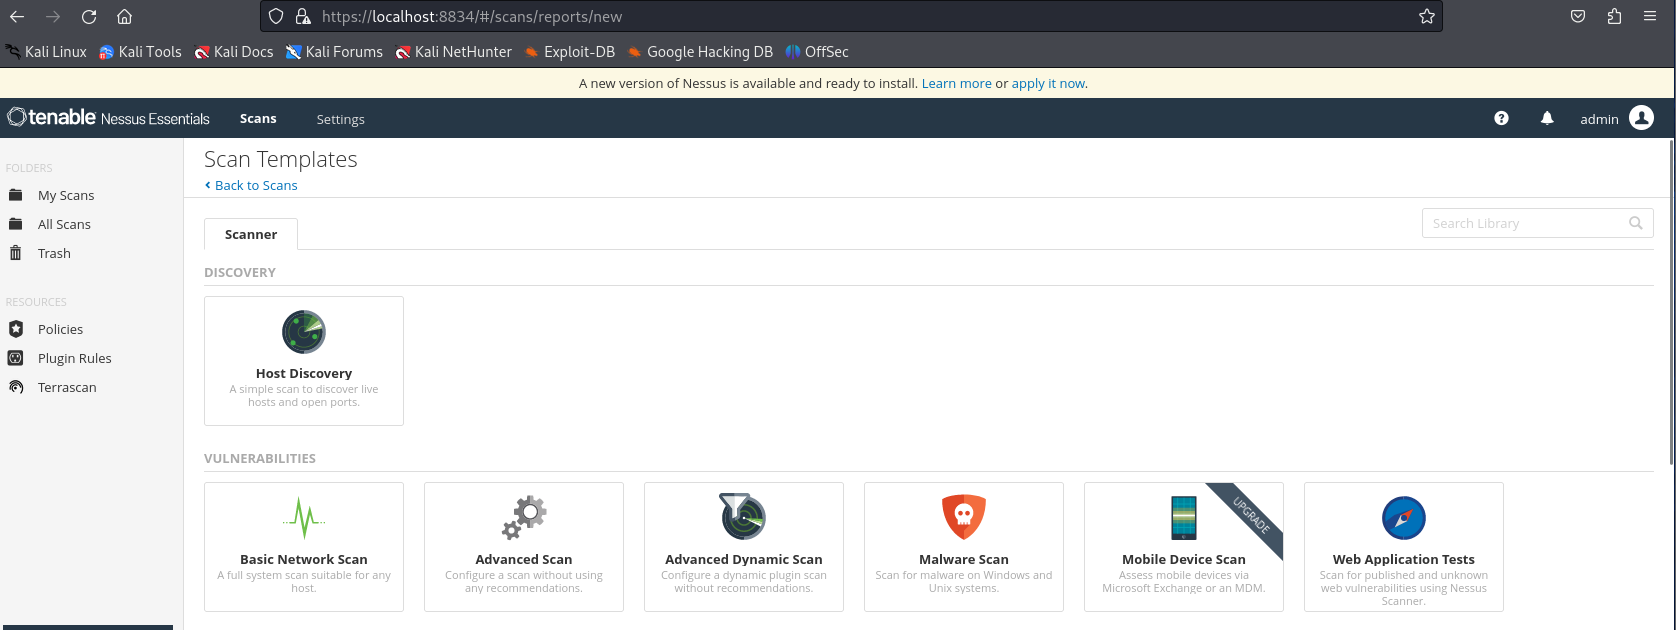 https://localhost:8834/#/scans/reports/new
Kali Linux Kali Tools Kali Docs Kali Forums Kali NetHunter Exploit-DB Google Hacking DB OffSec
A new version of Nessus is available and ready to install. Learn more or apply it now.
tenable Nessus Essentials Scans Settings ? admin
FOLDERS
My Scans
All Scans
Trash
RESOURCES
Policies
Plugin Rules
Terrascan
Scan Templates
Back to Scans
Scanner
Search Library
DISCOVERY
Host Discovery
A simple scan to discover live
hosts and open ports.
VULNERABILITIES
Basic Network Scan
A full system scan suitable for any
host.
Advanced Scan
Configure a scan without using
any recommendations.
Advanced Dynamic Scan
Configure a dynamic plugin scan
without recommendations.
Malware Scan
Scan for malware on Windows and
Unix systems.
UPGRADE
Mobile Device Scan
Assess mobile devices via
Microsoft Exchange or an MDM.
Web Application Tests
Scan for published and unknown
web vulnerabilities using Nessus
Scanner.